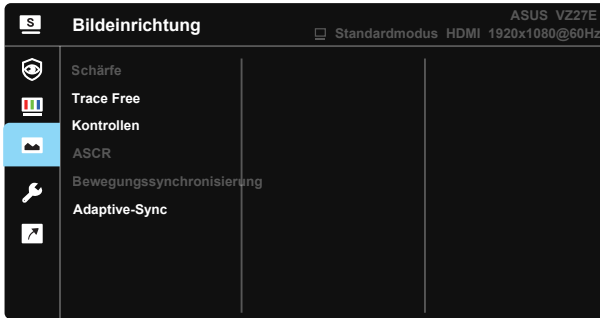 S
Bildeinrichtung
ASUS VZ27E
Standardmodus HDMI 1920x1080@60Hz
Schärfe
Trace Free
Kontrollen
ASCR
Bewegungssynchronisierung
Adaptive-Sync